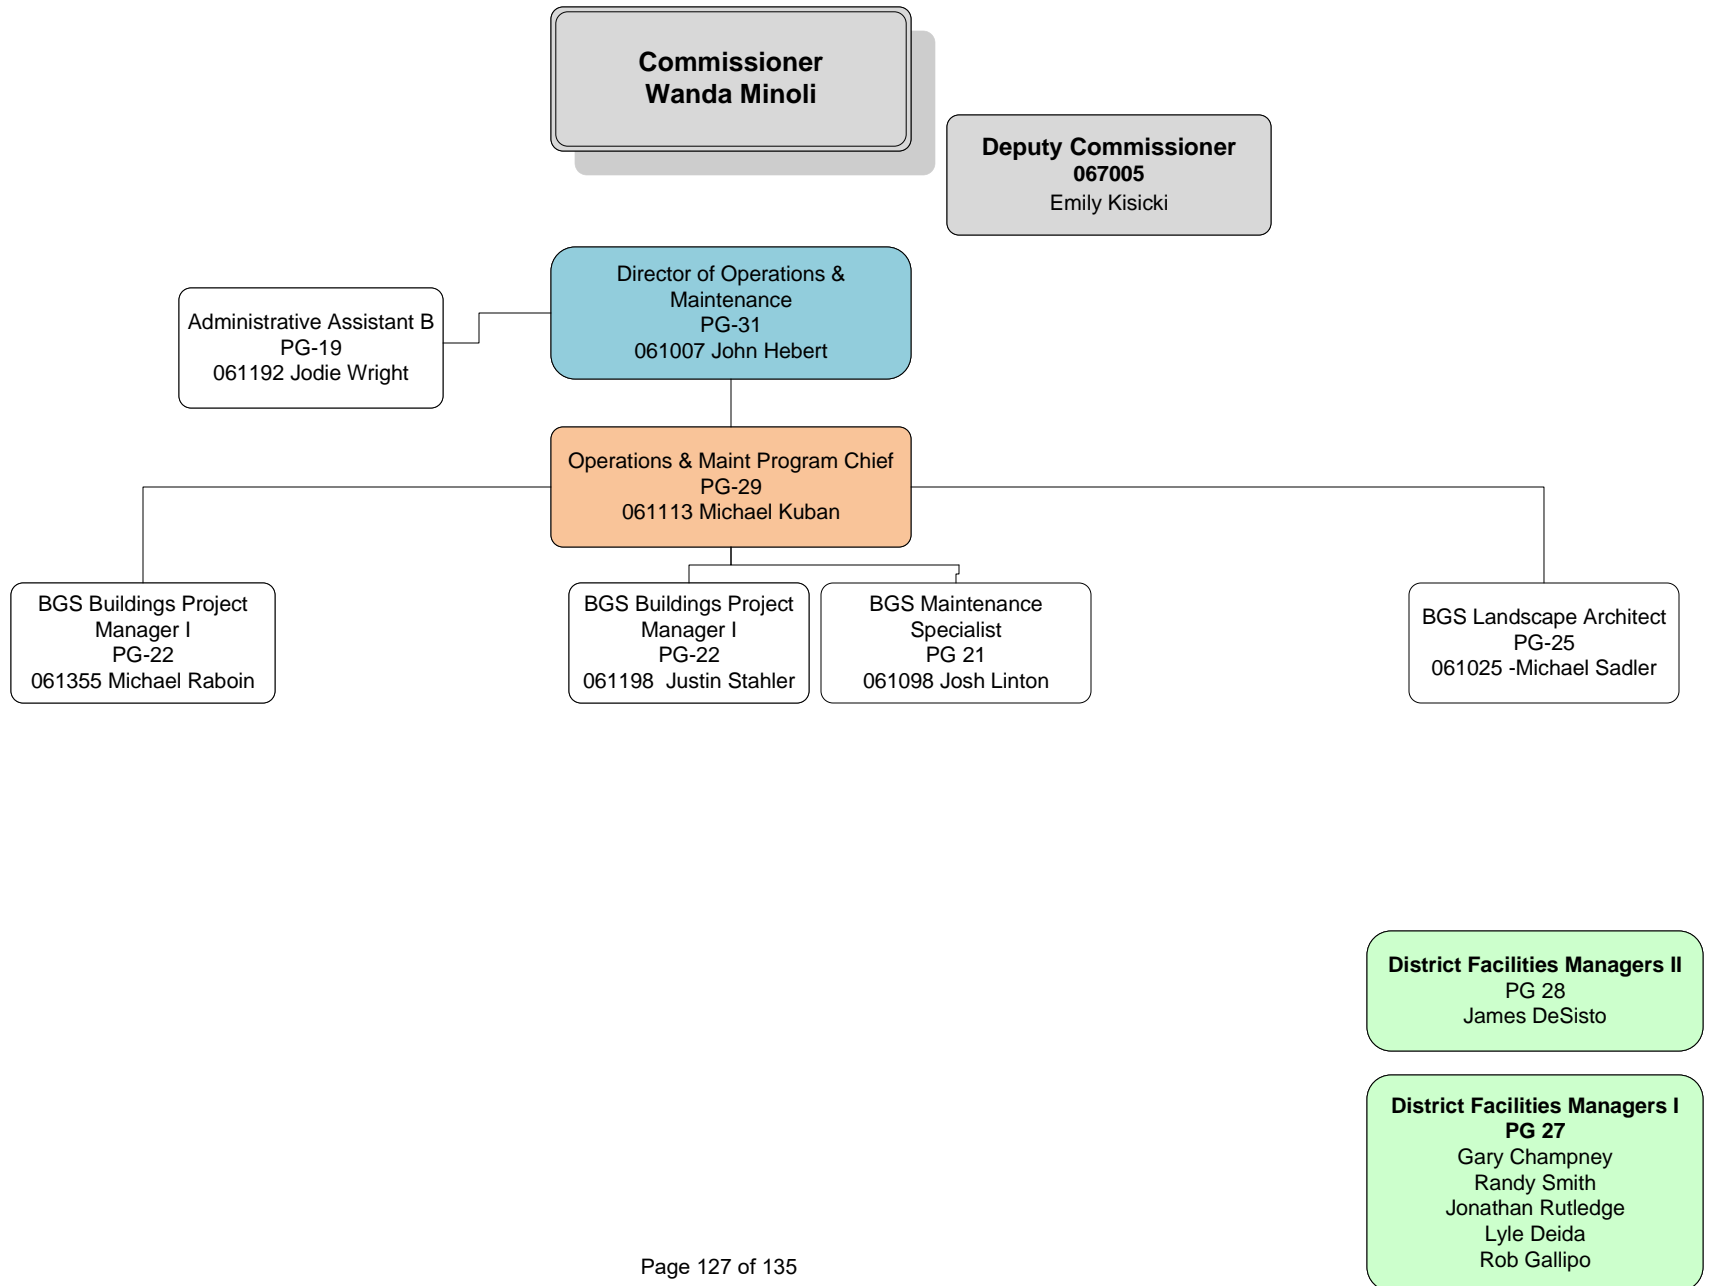 Commissioner
Wanda Minoli
Deputy Commissioner
067005
Emily Kisicki
Director of Operations &
Maintenance
PG-31
061007 John Hebert
Administrative Assistant B
PG-19
061192 Jodie Wright
Operations & Maint Program Chief
PG-29
061113 Michael Kuban
BGS Buildings Project
Manager I
PG-22
061355 Michael Raboin
BGS Buildings Project
Manager I
PG-22
061198  Justin Stahler
BGS Maintenance
Specialist
PG 21
061098 Josh Linton
BGS Landscape Architect
PG-25
061025 -Michael Sadler
District Facilities Managers II
PG 28
James DeSisto
District Facilities Managers I
PG 27
Gary Champney
Randy Smith
Jonathan Rutledge
Lyle Deida
Rob Gallipo
Page 127 of 135